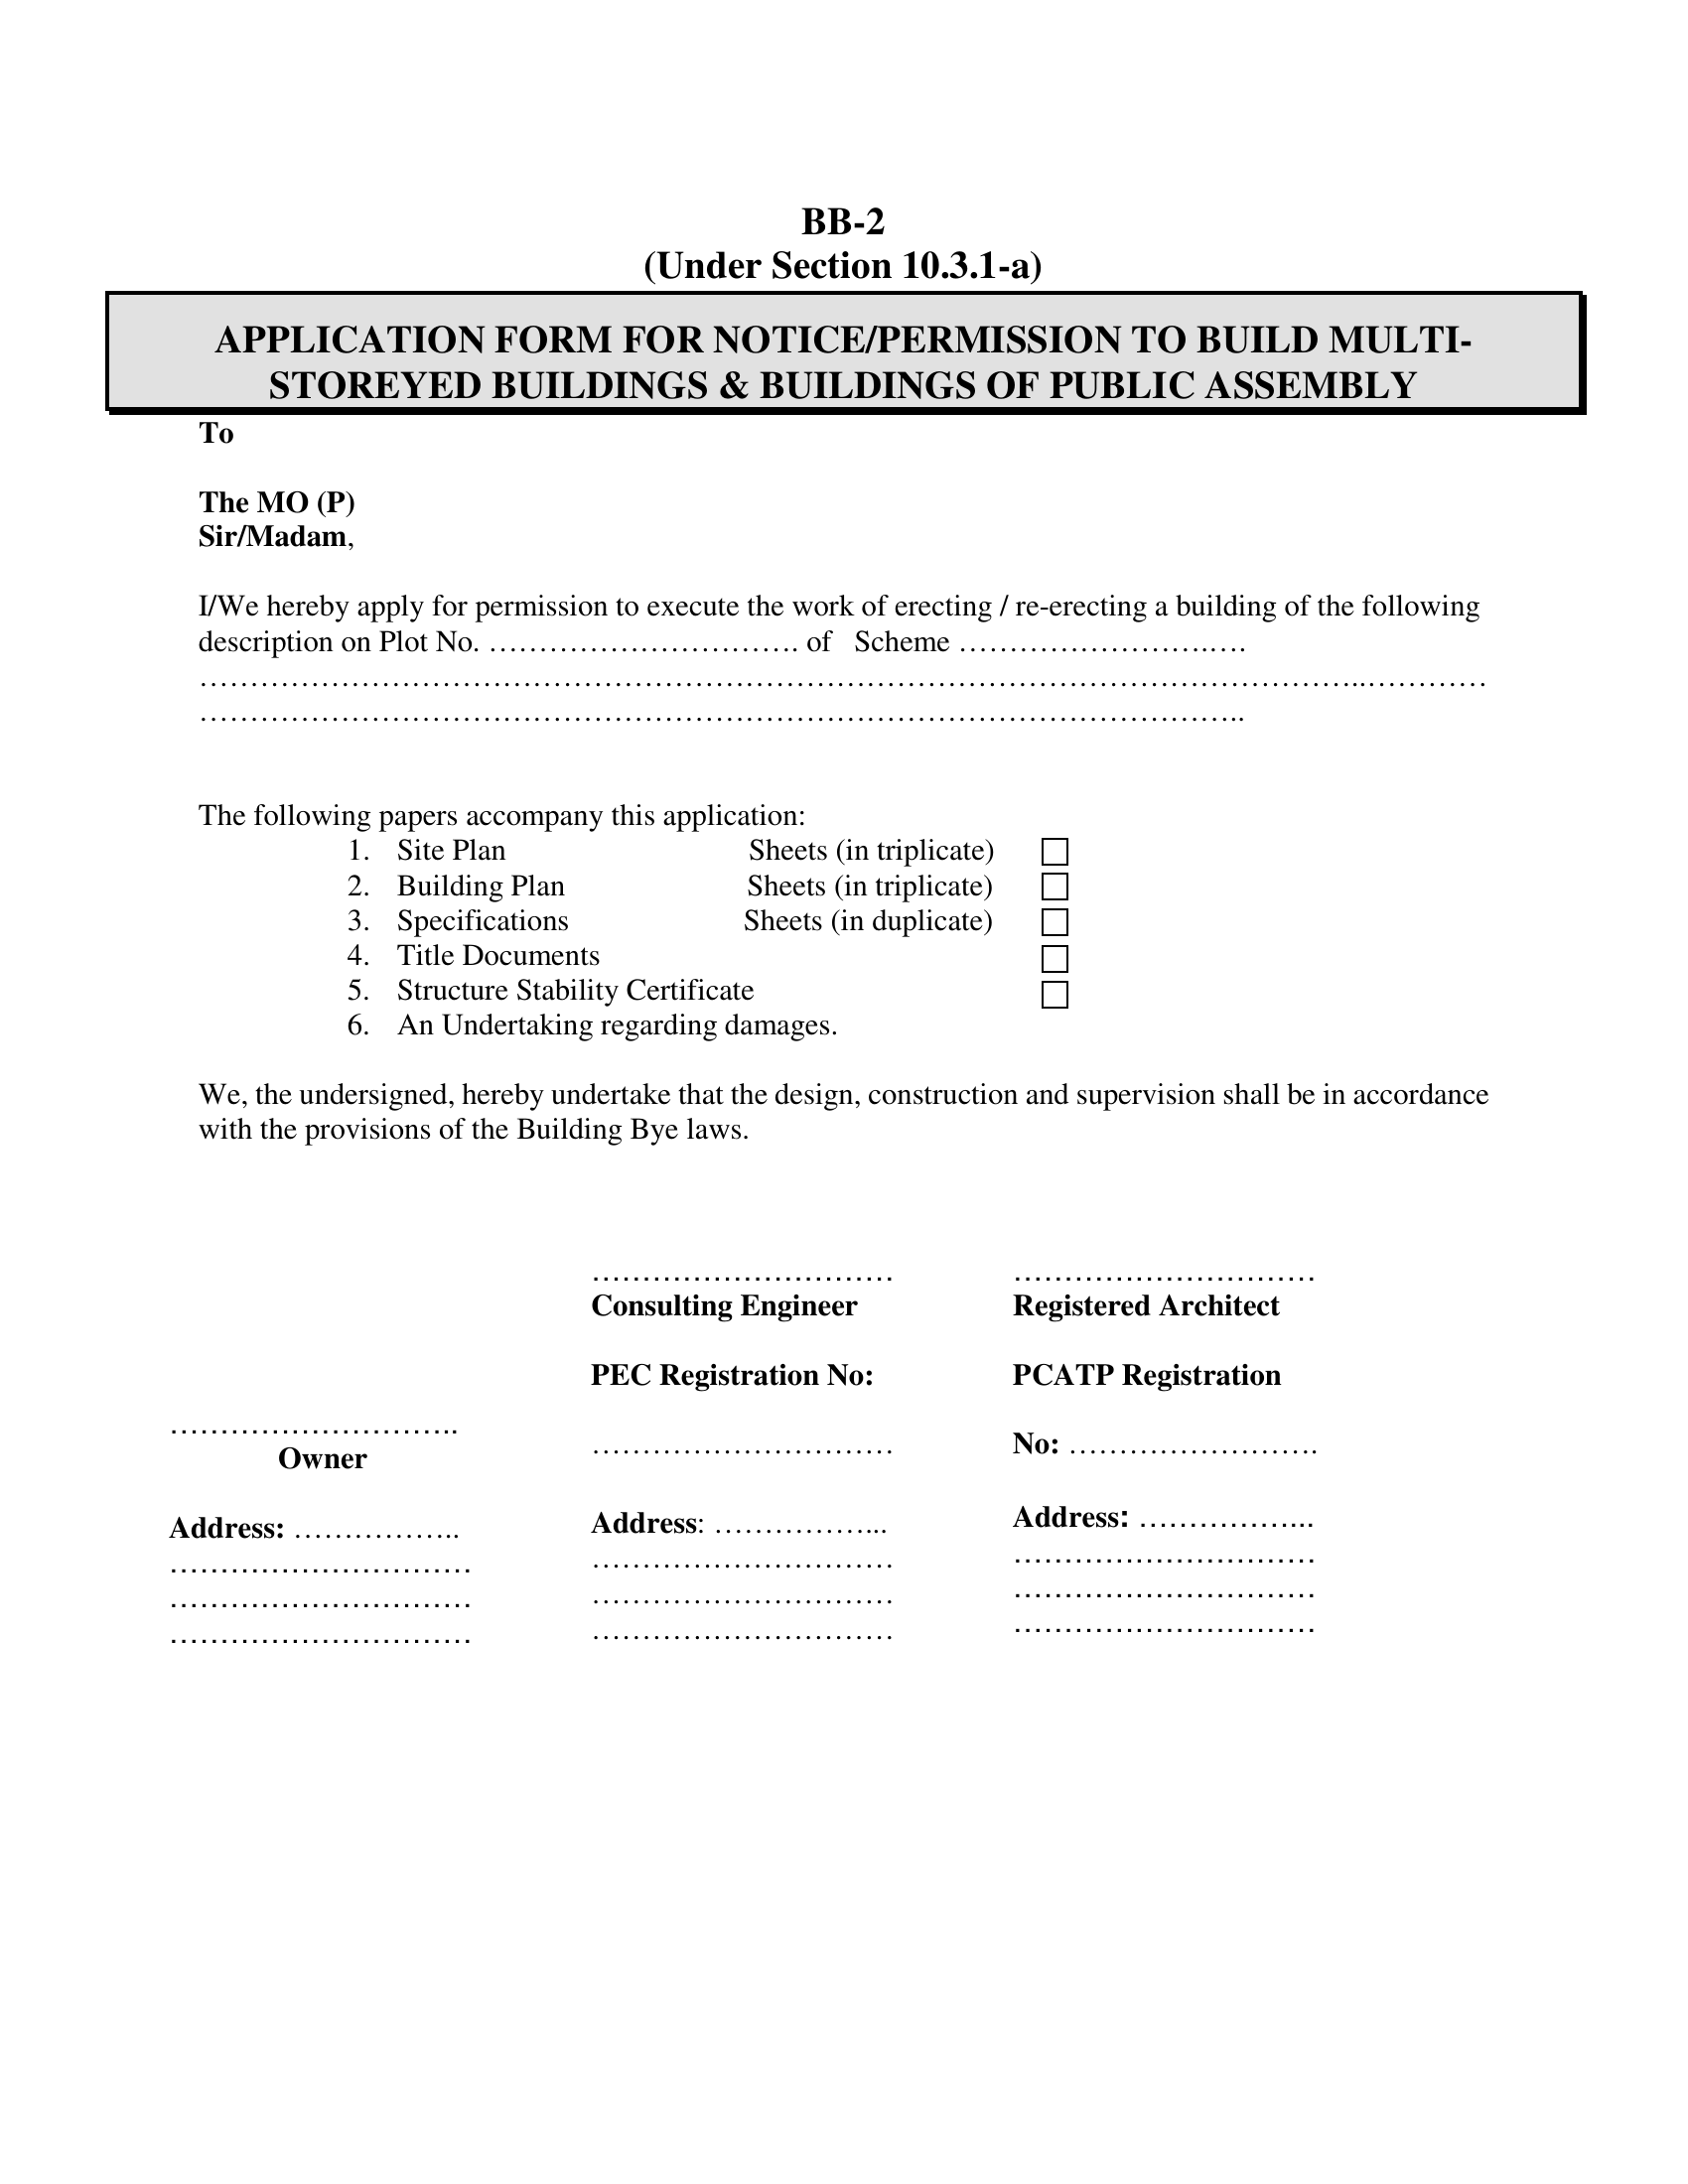 BB-2
(Under Section 10.3.1-a)
APPLICATION FORM FOR NOTICE/PERMISSION TO BUILD MULTI-
STOREYED BUILDINGS & BUILDINGS OF PUBLIC ASSEMBLY
To
The MO (P)
Sir/Madam,
I/We hereby apply for permission to execute the work of erecting / re-erecting a building of the following
description on Plot No. …………………………. of Scheme …………………….….
……………………………………………………………………………………………………..…………
…………………………………………………………………………………………..
The following papers accompany this application:
1. Site Plan Sheets (in triplicate) ☐
2. Building Plan Sheets (in triplicate) ☐
3. Specifications Sheets (in duplicate) ☐
4. Title Documents ☐
5. Structure Stability Certificate ☐
6. An Undertaking regarding damages.
We, the undersigned, hereby undertake that the design, construction and supervision shall be in accordance
with the provisions of the Building Bye laws.
………………………..
Owner
Address: ……………..
…………………………
…………………………
…………………………
…………………………
Consulting Engineer
PEC Registration No:
…………………………
Address: ……………...
…………………………
…………………………
…………………………
…………………………
Registered Architect
PCATP Registration
No: …………………….
Address: ……………...
…………………………
…………………………
…………………………